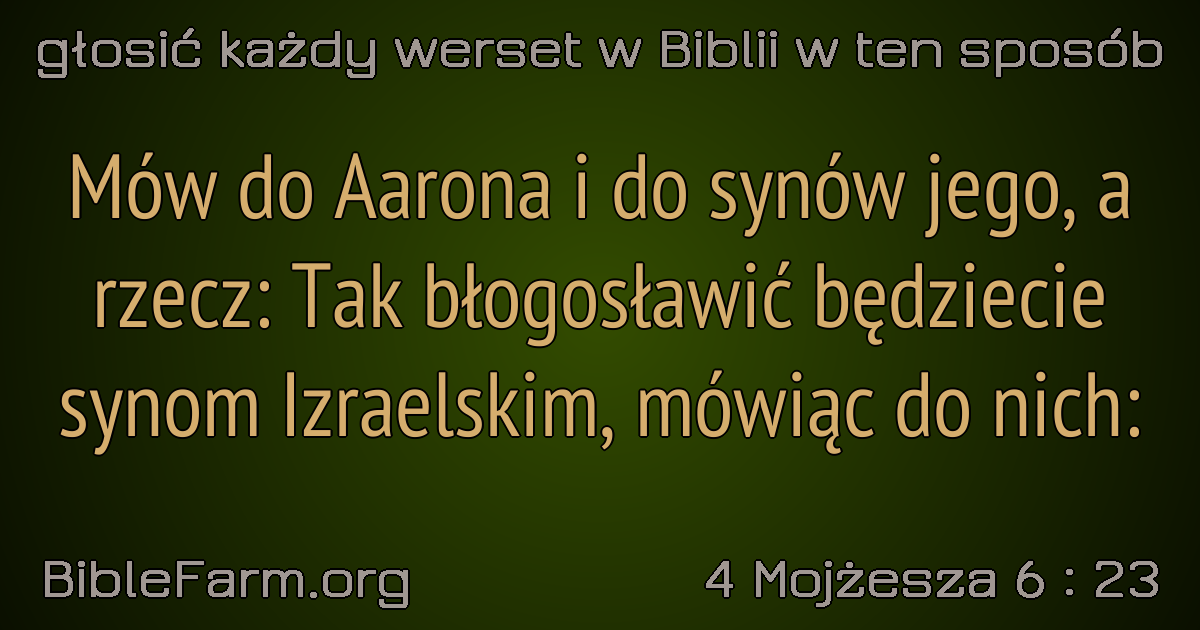 głosić każdy werset w Biblii w ten sposób
Mów do Aarona i do synów jego, a
rzecz: Tak błogosławić będziecie
synom Izraelskim, mówiąc do nich:
BibleFarm.org
4 Mojżesza 6 : 23